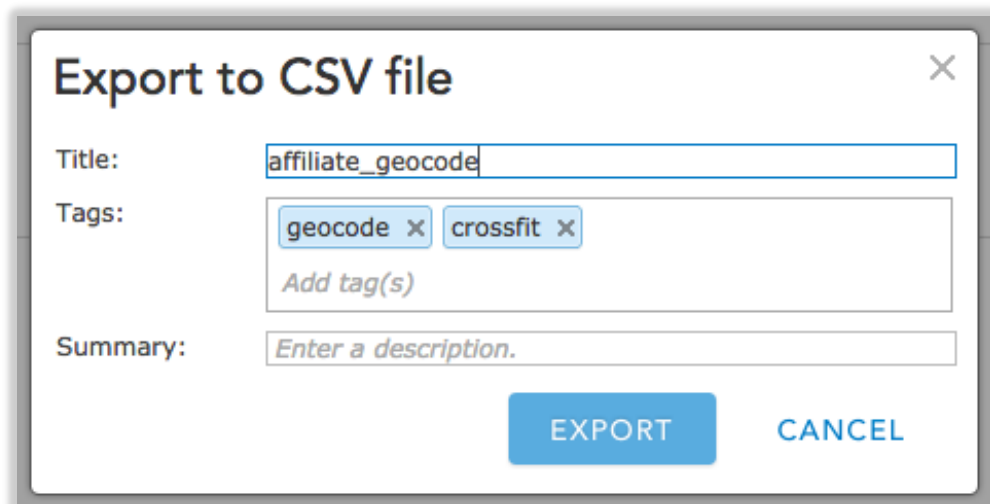 Export to CSV file
Title: affiliate_geocode
Tags: geocode crossfit
Add tag(s)
Summary: Enter a description.
EXPORT CANCEL